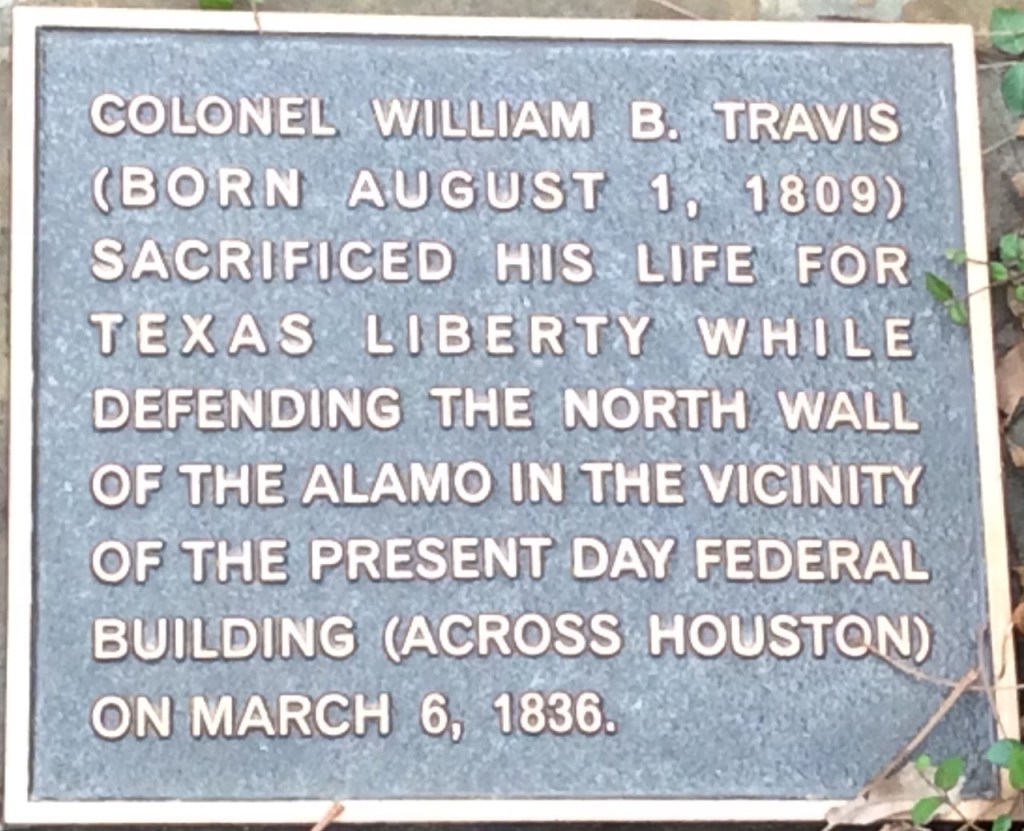 COLONEL WILLIAM B. TRAVIS
(BORN AUGUST 1, 1809)
SACRIFICED HIS LIFE FOR
TEXAS LIBERTY WHILE
DEFENDING THE NORTH WALL
OF THE ALAMO IN THE VICINITY
OF THE PRESENT DAY FEDERAL
BUILDING (ACROSS HOUSTON)
ON MARCH 6, 1836.